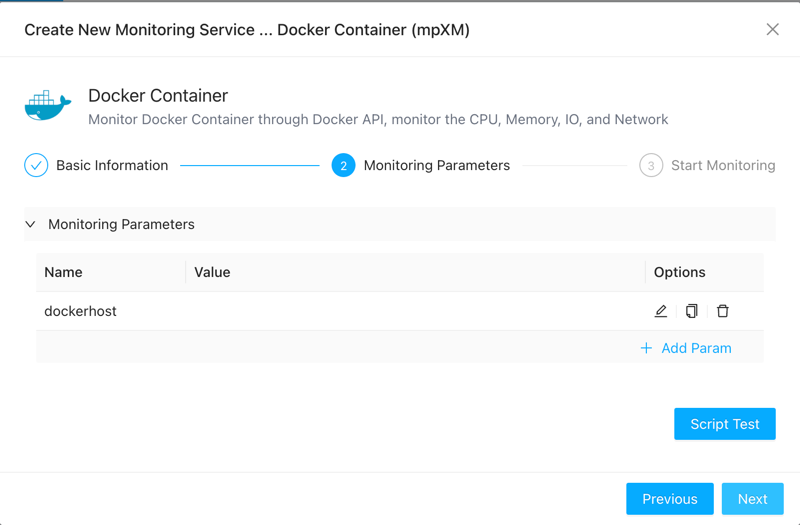 Create New Monitoring Service ... Docker Container (mpXM)
Docker Container
Monitor Docker Container through Docker API, monitor the CPU, Memory, IO, and Network
Basic Information 2 Monitoring Parameters 3 Start Monitoring
Monitoring Parameters
Name Value Options
dockerhost
+ Add Param
Script Test
Previous Next